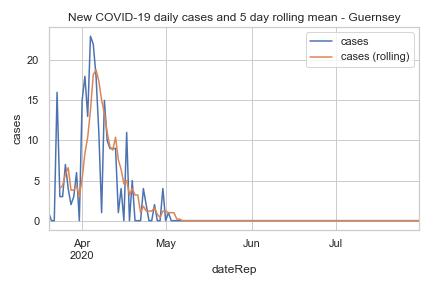 New COVID-19 daily cases and 5 day rolling mean - Guernsey
cases
cases (rolling)
20
15
10
5
0
cases
Apr
2020
May
Jun
Jul
dateRep